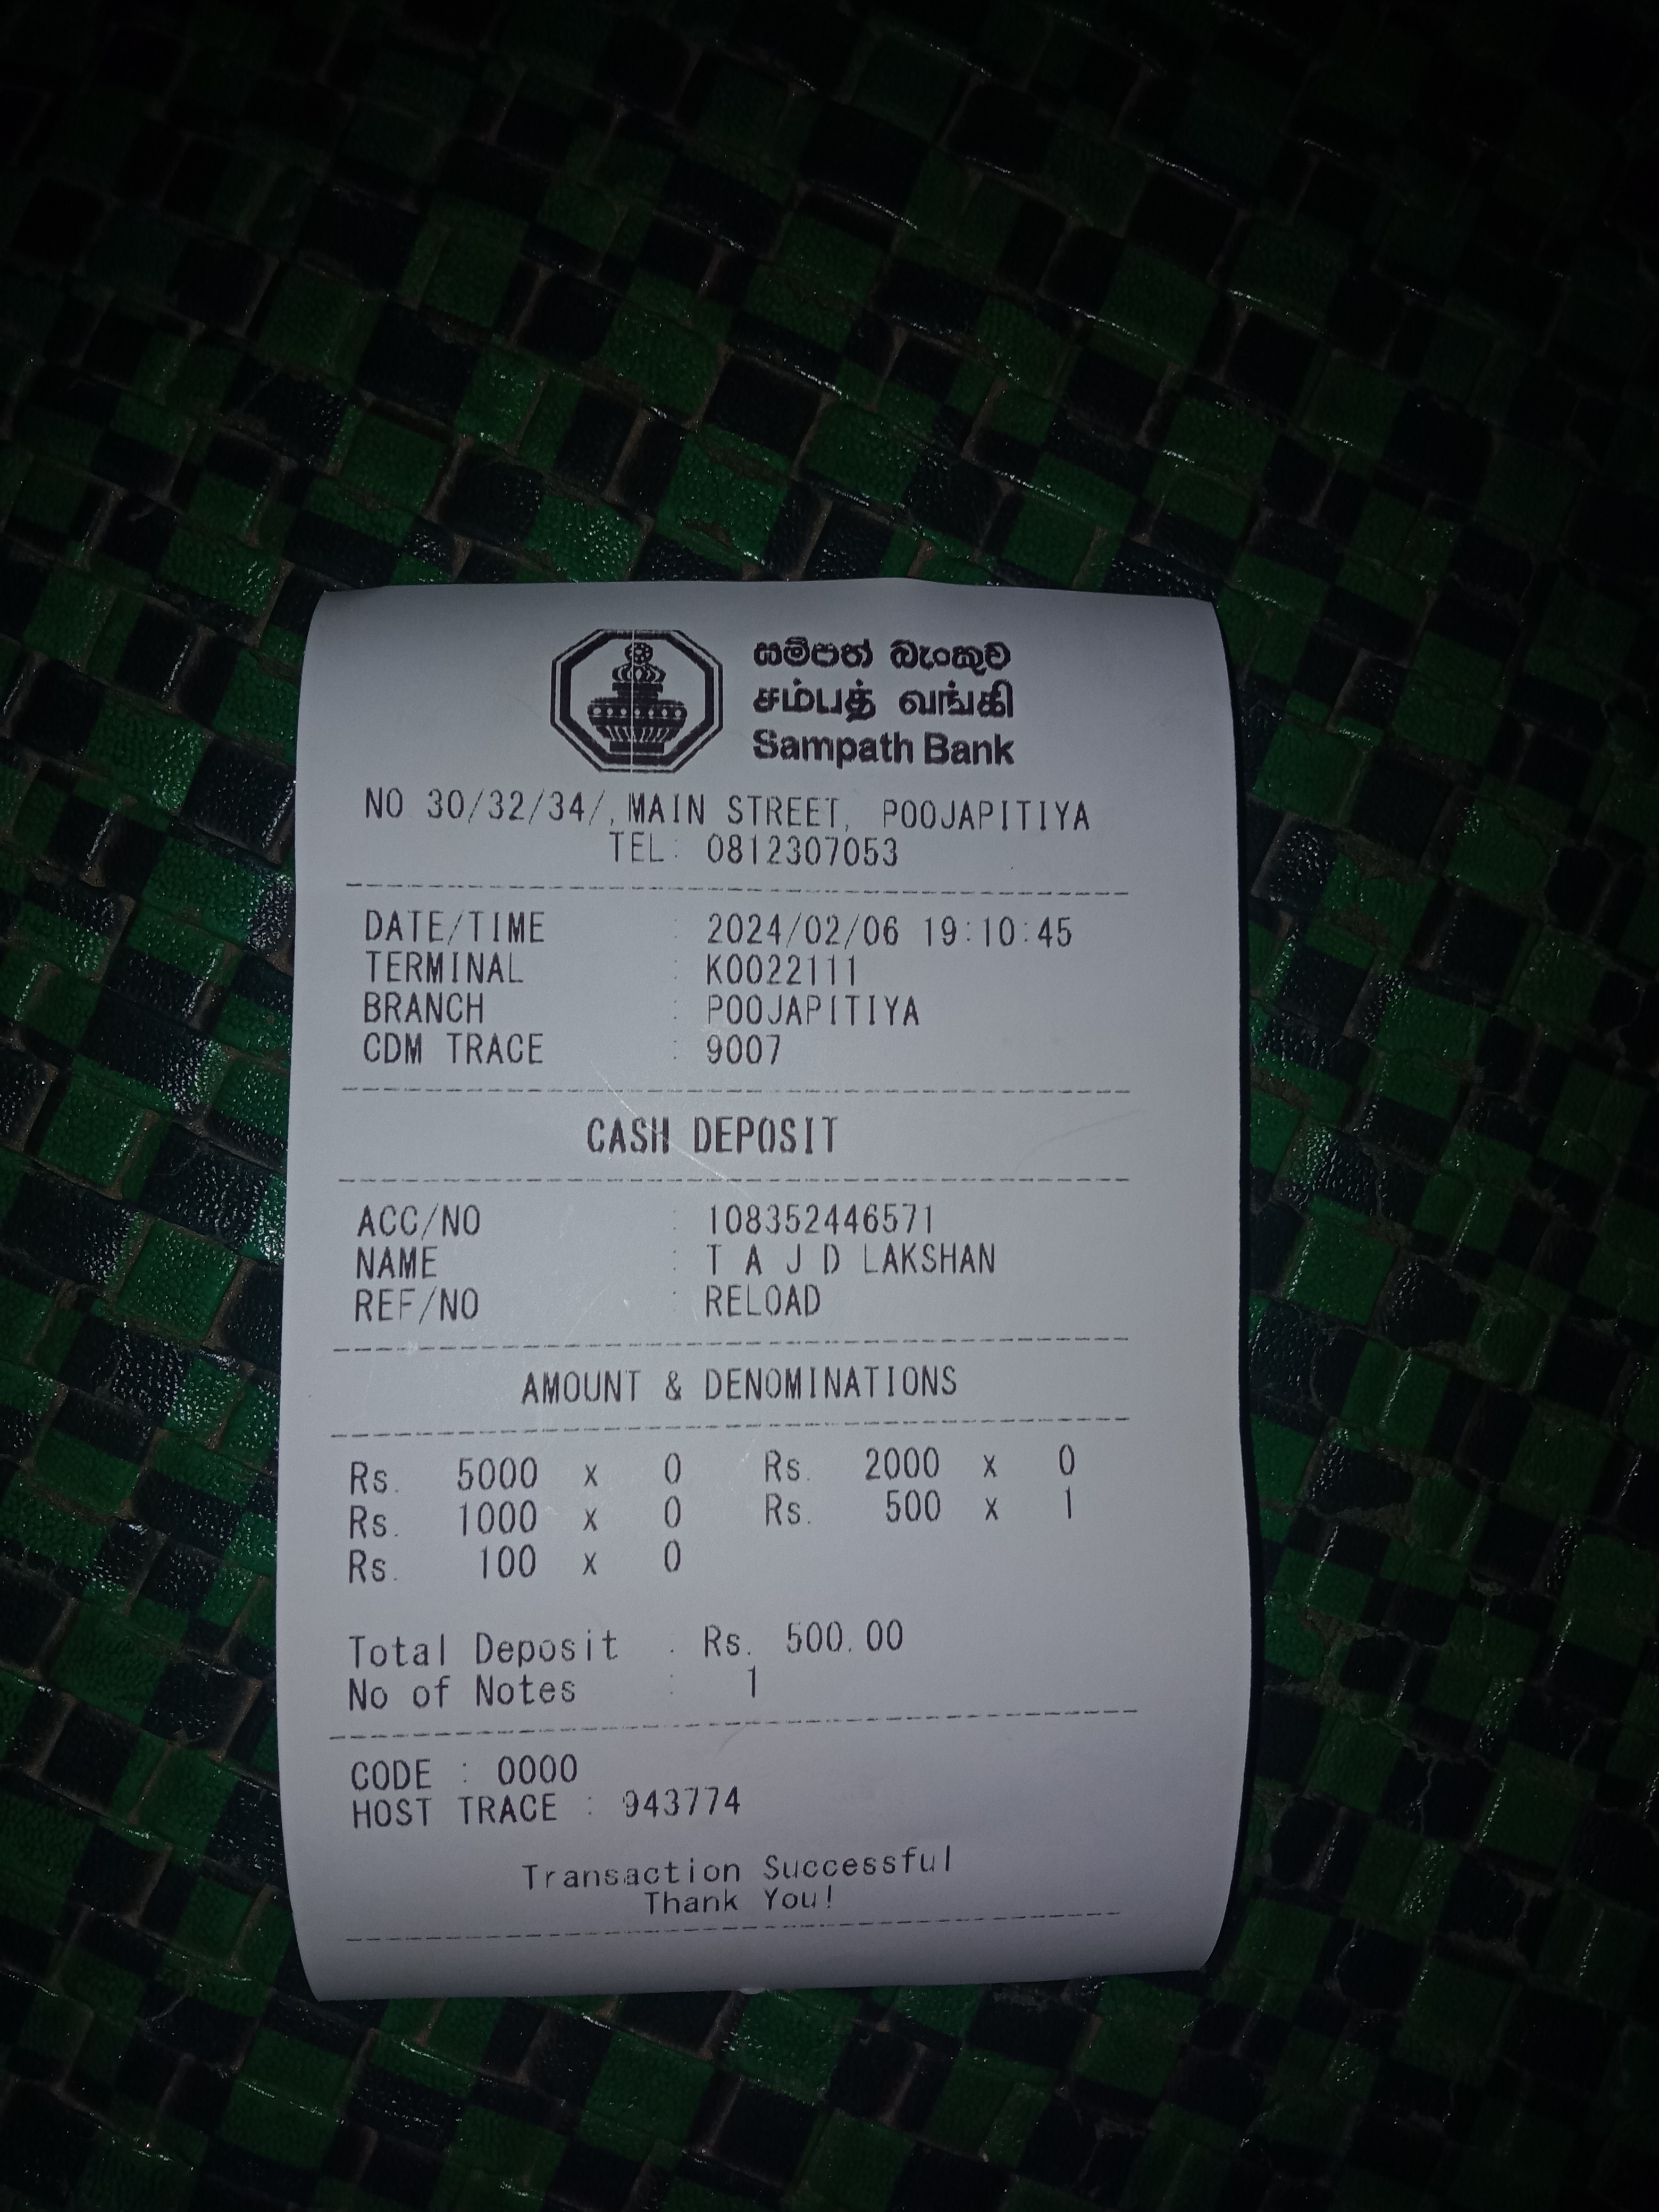 සම්පත් බැංකුව
சம்பத் வங்கி
Sampath Bank
NO 30/32/34/, MAIN STREET, POOJAPITIYA
TEL: 0812307053
DATE/TIME : 2024/02/06 19:10:45
TERMINAL : K0022111
BRANCH : POOJAPITIYA
CDM TRACE : 9007
CASH DEPOSIT
ACC/NO : 108352446571
NAME : T A J D LAKSHAN
REF/NO : RELOAD
AMOUNT & DENOMINATIONS
Rs. 5000 x 0 Rs. 2000 x 0
Rs. 1000 x 0 Rs. 500 x 1
Rs. 100 x 0
Total Deposit : Rs. 500.00
No of Notes : 1
CODE : 0000
HOST TRACE : 943774
Transaction Successful
Thank You!